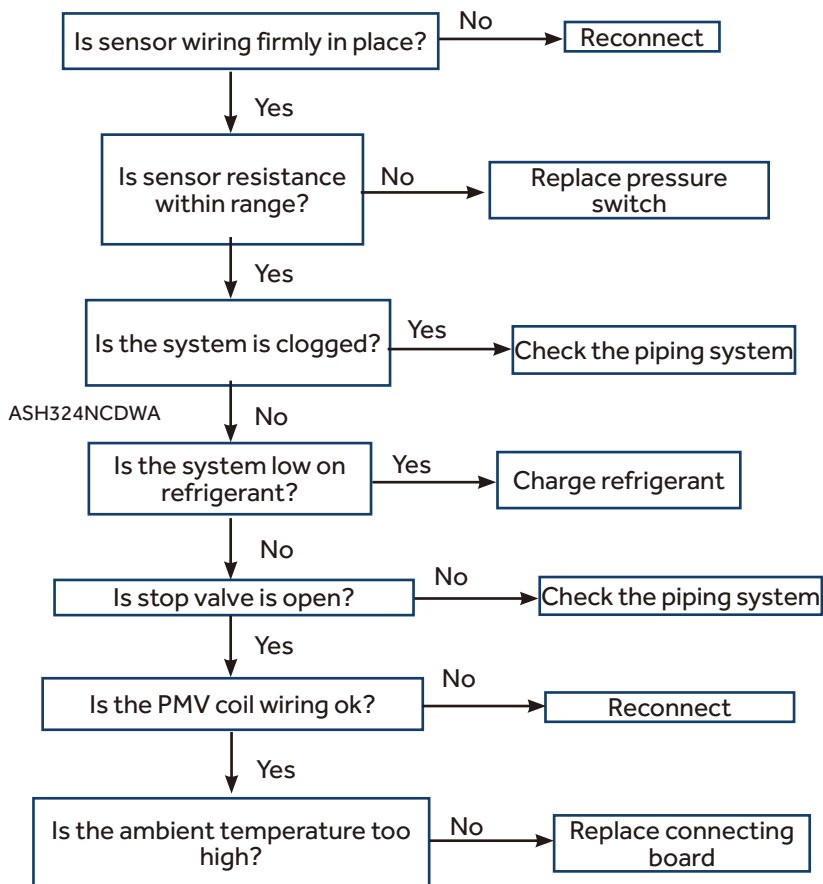 Is sensor wiring firmly in place?
No
Reconnect
Yes
Is sensor resistance
within range?
No
Replace pressure
switch
Yes
Is the system is clogged?
Yes
Check the piping system
ASH324NCDWA
No
Is the system low on
refrigerant?
Yes
Charge refrigerant
No
Is stop valve is open?
No
Check the piping system
Yes
Is the PMV coil wiring ok?
No
Reconnect
Yes
Is the ambient temperature too
high?
No
Replace connecting
board